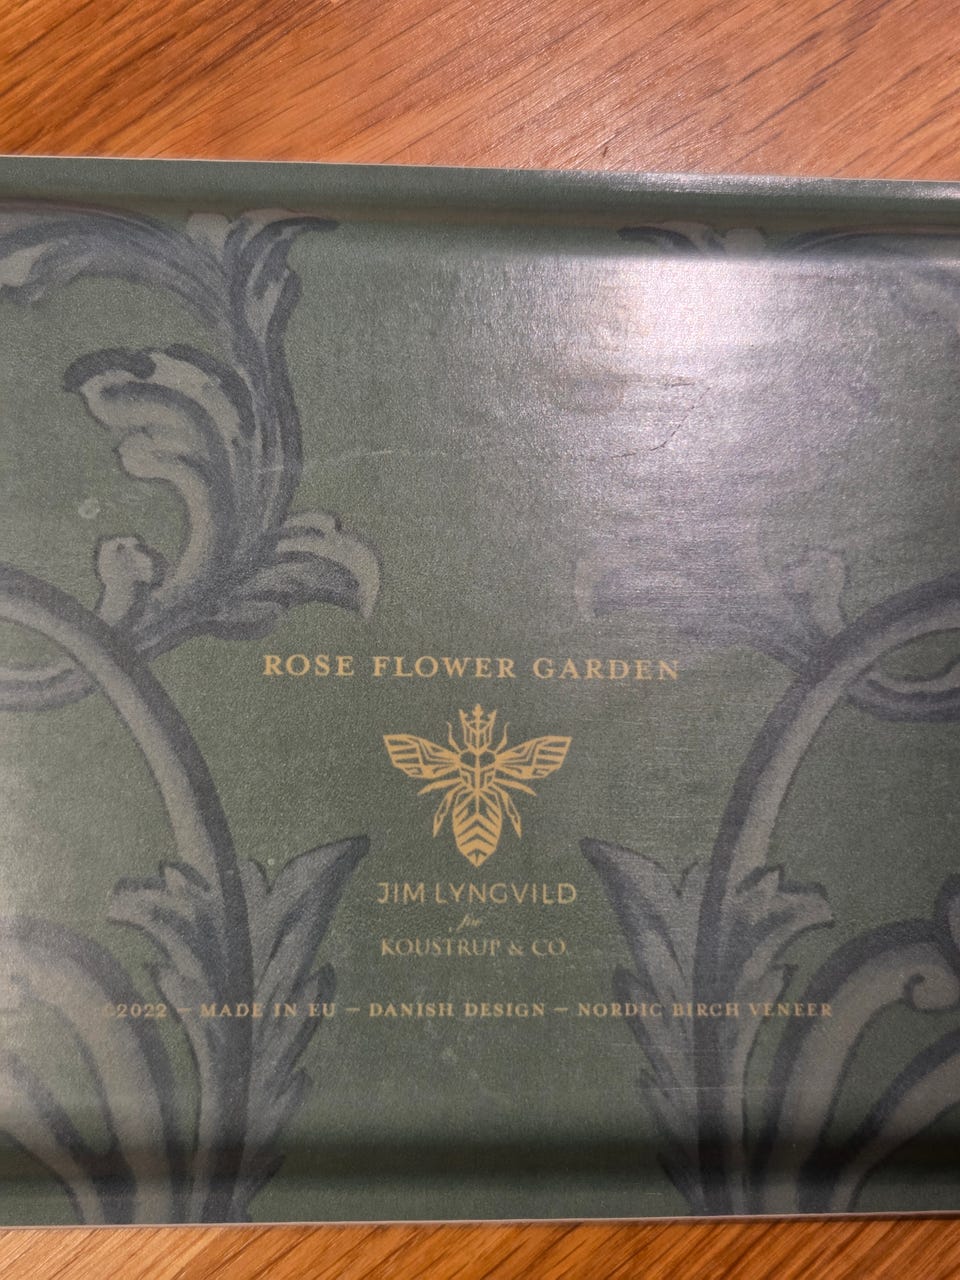 ROSE FLOWER GARDEN
JIM LYNGVILD
for
KOUSTRUP & CO.
©2022 – MADE IN EU – DANISH DESIGN – NORDIC BIRCH VENEER